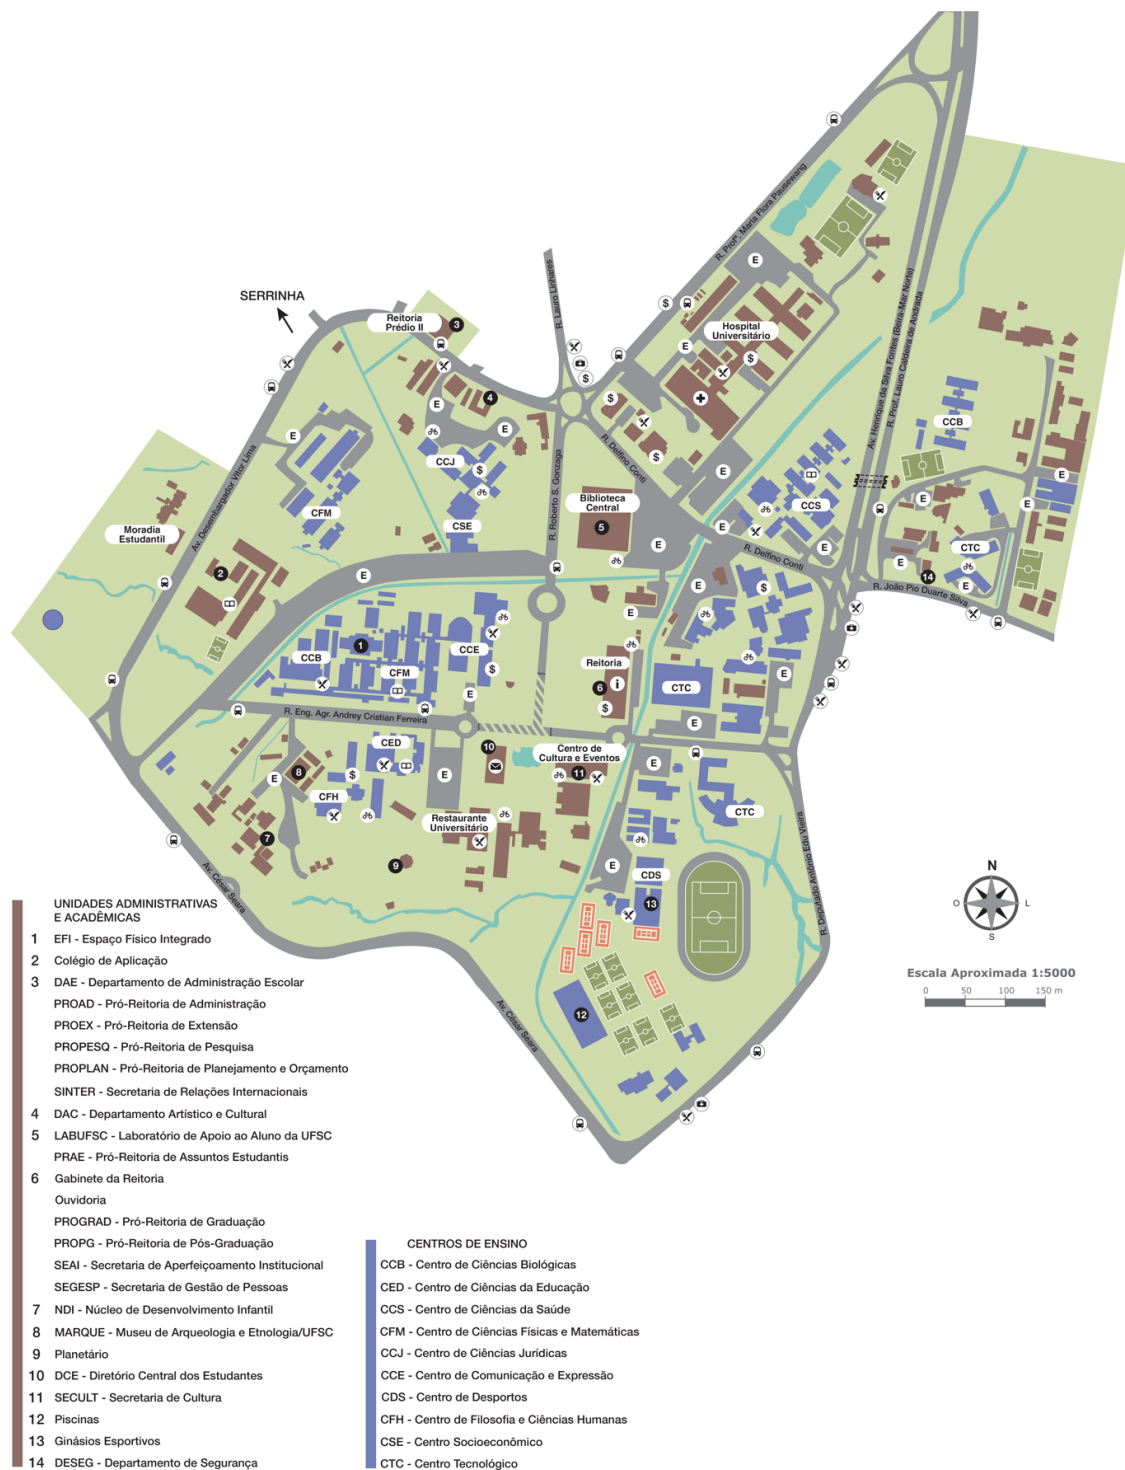 SERRINHA
Reitoria
Prédio II
3
R. Lauro Linhares
R. Profª. Maria Flora Pausewang
E
$
Hospital
Universitário
$
E
Av. Henrique da Silva Fontes (Beira-Mar Norte)
R. Prof. Lauro Caldeira de Andrada
$
4
$
E
E
E
CCJ
$
CFM
CSE
R. Roberto S. Gonzaga
R. Delfino Conti
$
E
CCB
Biblioteca
Central
5
E
E
CCS
R. Delfino Conti
E
E
E
E
CTC
E
E
14
R. João Pio Duarte Silva
Av. Desembargador Vitor Lima
Moradia
Estudantil
2
E
CCB
1
CFM
CCE
$
E
R. Eng. Agr. Andrey Cristian Ferreira
Reitoria
6
i
$
E
E
$
CTC
E
E
CED
$
CFH
8
E
7
9
E
10
Centro de
Cultura e Eventos
11
Restaurante
Universitário
E
E
CTC
CDS
13
12
R. Deputado Antônio Edu Vieira
Av. César Seara
Av. César Seara
N
O
L
S
Escala Aproximada 1:5000
0 50 100 150 m
UNIDADES ADMINISTRATIVAS
E ACADÊMICAS
1 EFI - Espaço Físico Integrado
2 Colégio de Aplicação
3 DAE - Departamento de Administração Escolar
PROAD - Pró-Reitoria de Administração
PROEX - Pró-Reitoria de Extensão
PROPESQ - Pró-Reitoria de Pesquisa
PROPLAN - Pró-Reitoria de Planejamento e Orçamento
SINTER - Secretaria de Relações Internacionais
4 DAC - Departamento Artístico e Cultural
5 LABUFSC - Laboratório de Apoio ao Aluno da UFSC
PRAE - Pró-Reitoria de Assuntos Estudantis
6 Gabinete da Reitoria
Ouvidoria
PROGRAD - Pró-Reitoria de Graduação
PROPG - Pró-Reitoria de Pós-Graduação
SEAI - Secretaria de Aperfeiçoamento Institucional
SEGESP - Secretaria de Gestão de Pessoas
7 NDI - Núcleo de Desenvolvimento Infantil
8 MARQUE - Museu de Arqueologia e Etnologia/UFSC
9 Planetário
10 DCE - Diretório Central dos Estudantes
11 SECULT - Secretaria de Cultura
12 Piscinas
13 Ginásios Esportivos
14 DESEG - Departamento de Segurança
CENTROS DE ENSINO
CCB - Centro de Ciências Biológicas
CED - Centro de Ciências da Educação
CCS - Centro de Ciências da Saúde
CFM - Centro de Ciências Físicas e Matemáticas
CCJ - Centro de Ciências Jurídicas
CCE - Centro de Comunicação e Expressão
CDS - Centro de Desportos
CFH - Centro de Filosofia e Ciências Humanas
CSE - Centro Socioeconômico
CTC - Centro Tecnológico